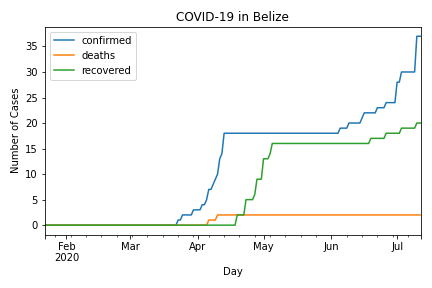 COVID-19 in Belize
confirmed
deaths
recovered
Number of Cases
35
30
25
20
15
10
5
0
Feb Mar Apr May Jun Jul
2020
Day